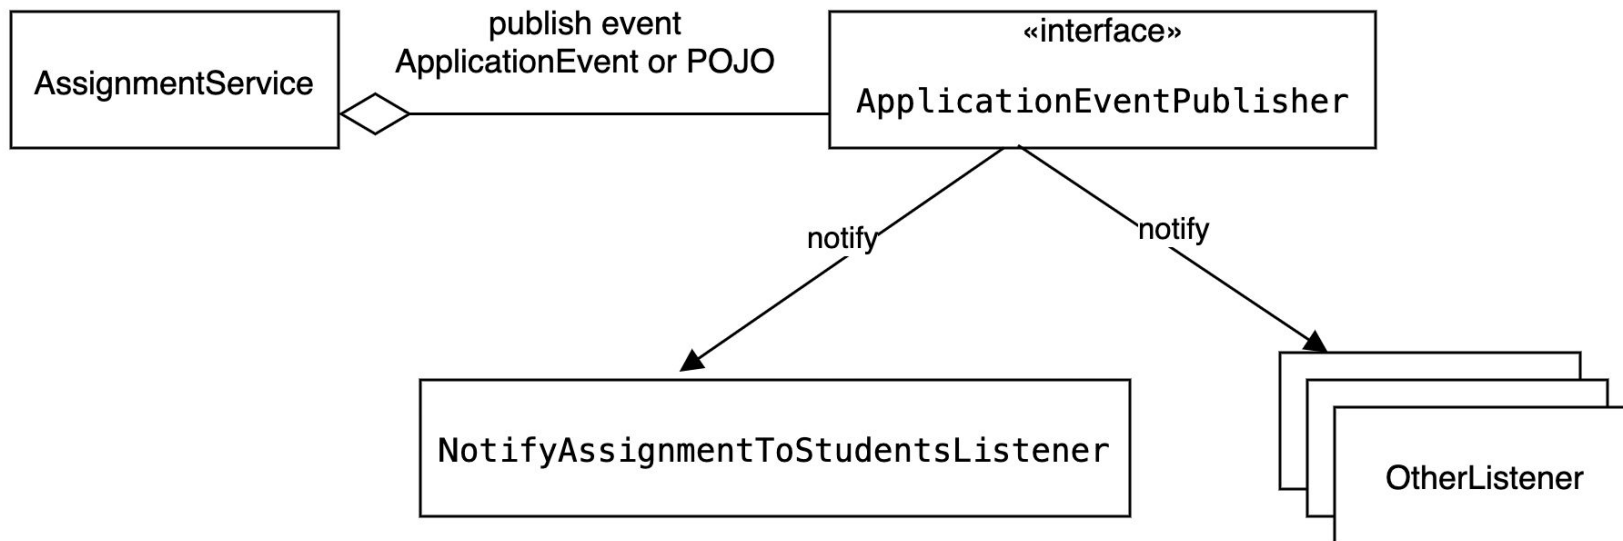 publish event
ApplicationEvent or POJO
AssignmentService
«interface»
ApplicationEventPublisher
notify
notify
NotifyAssignmentToStudentsListener
OtherListener